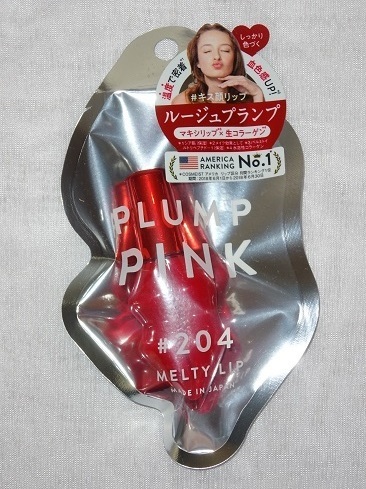 しっかり
色づく
温度で密着*
血色感UP!
#キス顔リップ
ルージュプランプ
マキシリップ*×生コラーゲン*
AMERICA
RANKING
No.1
PLUMP
PINK
#204
MELTY LIP
MADE IN JAPAN